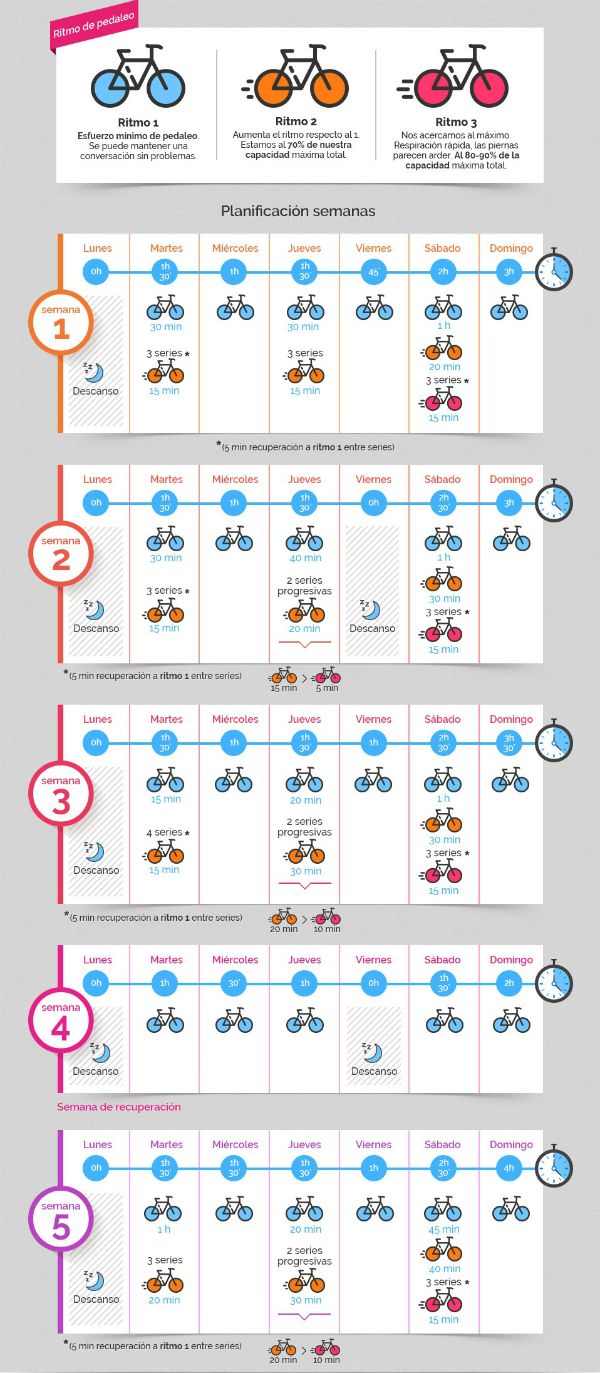 Ritmo de pedaleo
Ritmo 1
Esfuerzo mínimo de pedaleo.
Se puede mantener una
conversación sin problemas.
Ritmo 2
Aumenta el ritmo respecto al 1.
Estamos al 70% de nuestra
capacidad máxima total.
Ritmo 3
Nos acercamos al máximo.
Respiración rápida, las piernas
parecen arder. Al 80-90% de la
capacidad máxima total.
Planificación semanas
semana
1
Lunes Martes Miércoles Jueves Viernes Sábado Domingo
0h 1h 30' 1h 1h 30' 45' 2h 3h
30 min 30 min 1 h
3 series * 3 series 20 min
zzz 3 series *
Descanso 15 min 15 min 15 min
*(5 min recuperación a ritmo 1 entre series)
semana
2
Lunes Martes Miércoles Jueves Viernes Sábado Domingo
0h 1h 30' 1h 1h 30' 0h 2h 30' 3h
30 min 40 min 1 h
3 series * 2 series progresivas 30 min
zzz zzz 3 series *
Descanso 15 min 20 min Descanso 15 min
*(5 min recuperación a ritmo 1 entre series) 15 min > 5 min
semana
3
Lunes Martes Miércoles Jueves Viernes Sábado Domingo
0h 1h 30' 1h 1h 30' 1h 2h 30' 3h 30'
15 min 20 min 1 h
4 series * 2 series progresivas 30 min
zzz 3 series *
Descanso 15 min 30 min 15 min
*(5 min recuperación a ritmo 1 entre series) 20 min > 10 min
semana
4
Lunes Martes Miércoles Jueves Viernes Sábado Domingo
0h 1h 30' 1h 0h 1h 30' 2h
zzz zzz
Descanso Descanso
Semana de recuperación
semana
5
Lunes Martes Miércoles Jueves Viernes Sábado Domingo
0h 1h 30' 1h 30' 1h 30' 1h 2h 30' 4h
1 h 20 min 45 min
3 series 2 series progresivas 40 min
zzz 3 series *
Descanso 20 min 30 min 15 min
*(5 min recuperación a ritmo 1 entre series) 20 min > 10 min